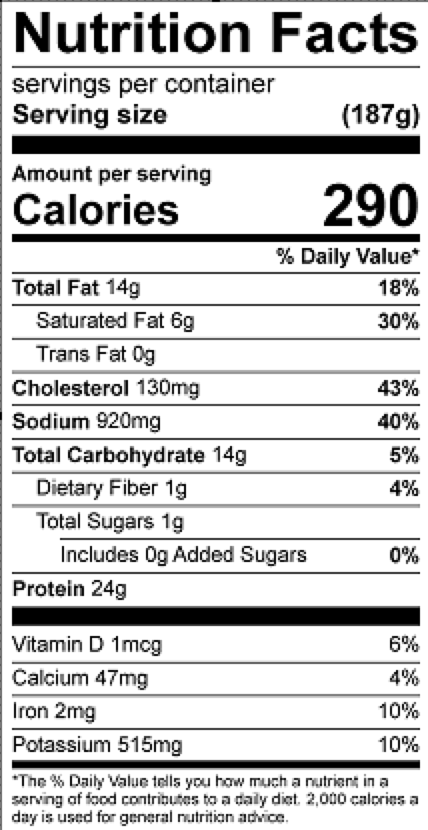 Nutrition Facts
servings per container
Serving size (187g)
Amount per serving
Calories 290
% Daily Value*
Total Fat 14g 18%
Saturated Fat 6g 30%
Trans Fat 0g
Cholesterol 130mg 43%
Sodium 920mg 40%
Total Carbohydrate 14g 5%
Dietary Fiber 1g 4%
Total Sugars 1g
Includes 0g Added Sugars 0%
Protein 24g
Vitamin D 1mcg 6%
Calcium 47mg 4%
Iron 2mg 10%
Potassium 515mg 10%
*The % Daily Value tells you how much a nutrient in a
serving of food contributes to a daily diet. 2,000 calories a
day is used for general nutrition advice.